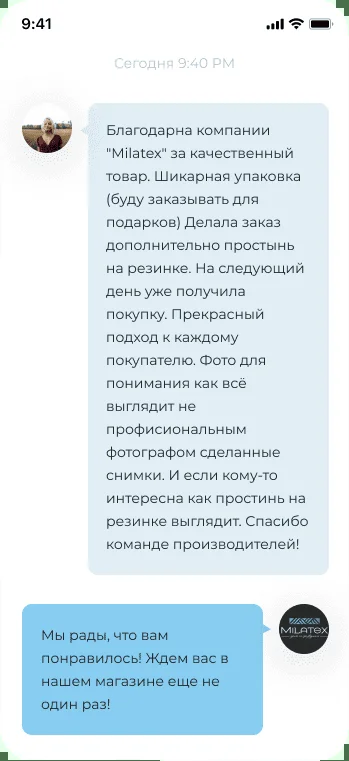 9:41
Сегодня 9:40 PM
Благодарна компании
"Milatex" за качественный
товар. Шикарная упаковка
(буду заказывать для
подарков) Делала заказ
дополнительно простынь
на резинке. На следующий
день уже получила
покупку. Прекрасный
подход к каждому
покупателю. Фото для
понимания как всё
выглядит не
профисиональным
фотографом сделанные
снимки. И если кому-то
интересна как простинь на
резинке выглядит. Спасибо
команде производителей!
MILATEX
Мы рады, что вам
понравилось! Ждем вас в
нашем магазине еще не
один раз!